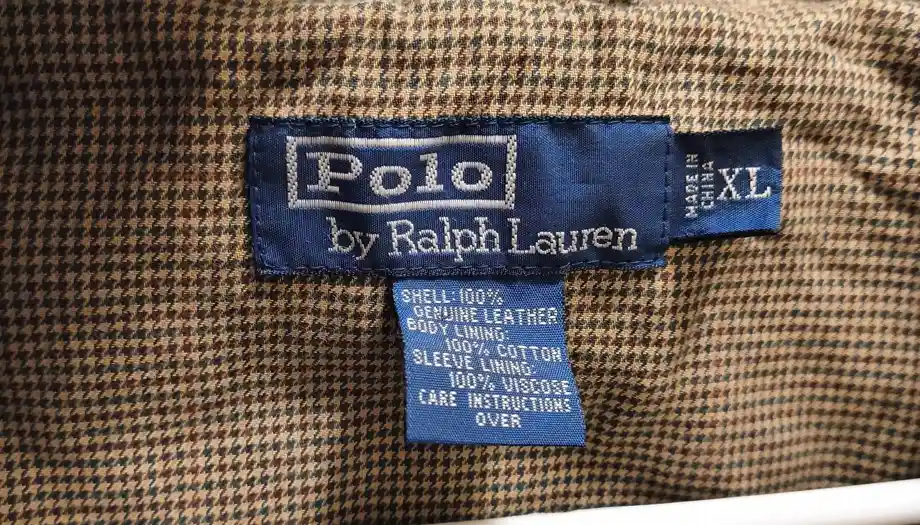 Polo
by Ralph Lauren
MADE IN
CHINA
XL
SHELL: 100%
GENUINE LEATHER
BODY LINING:
100% COTTON
SLEEVE LINING:
100% VISCOSE
CARE INSTRUCTIONS
OVER